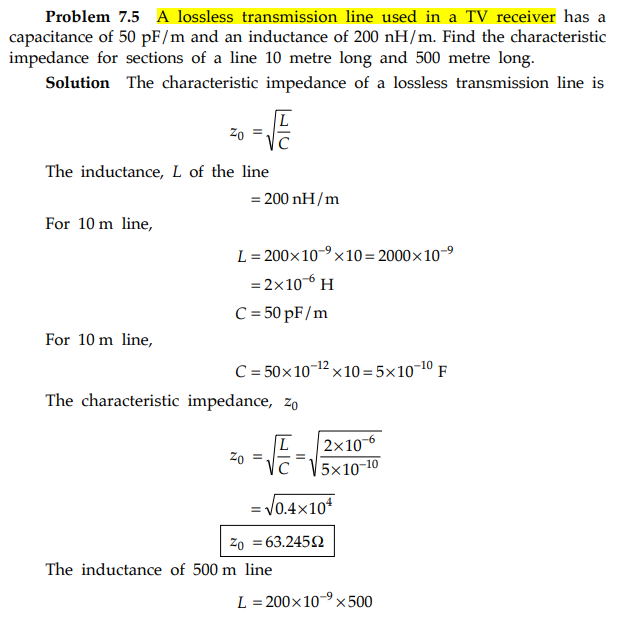 Problem 7.5 A lossless transmission line used in a TV receiver has a
capacitance of 50 pF/m and an inductance of 200 nH/m. Find the characteristic
impedance for sections of a line 10 metre long and 500 metre long.
Solution The characteristic impedance of a lossless transmission line is
z₀ = √(L/C)
The inductance, L of the line
= 200 nH/m
For 10 m line,
L = 200×10⁻⁹×10 = 2000×10⁻⁹
= 2×10⁻⁶ H
C = 50 pF/m
For 10 m line,
C = 50×10⁻¹²×10 = 5×10⁻¹⁰ F
The characteristic impedance, z₀
z₀ = √(L/C) = √(2×10⁻⁶/5×10⁻¹⁰)
= √0.4×10⁴
z₀ = 63.245Ω
The inductance of 500 m line
L = 200×10⁻⁹×500